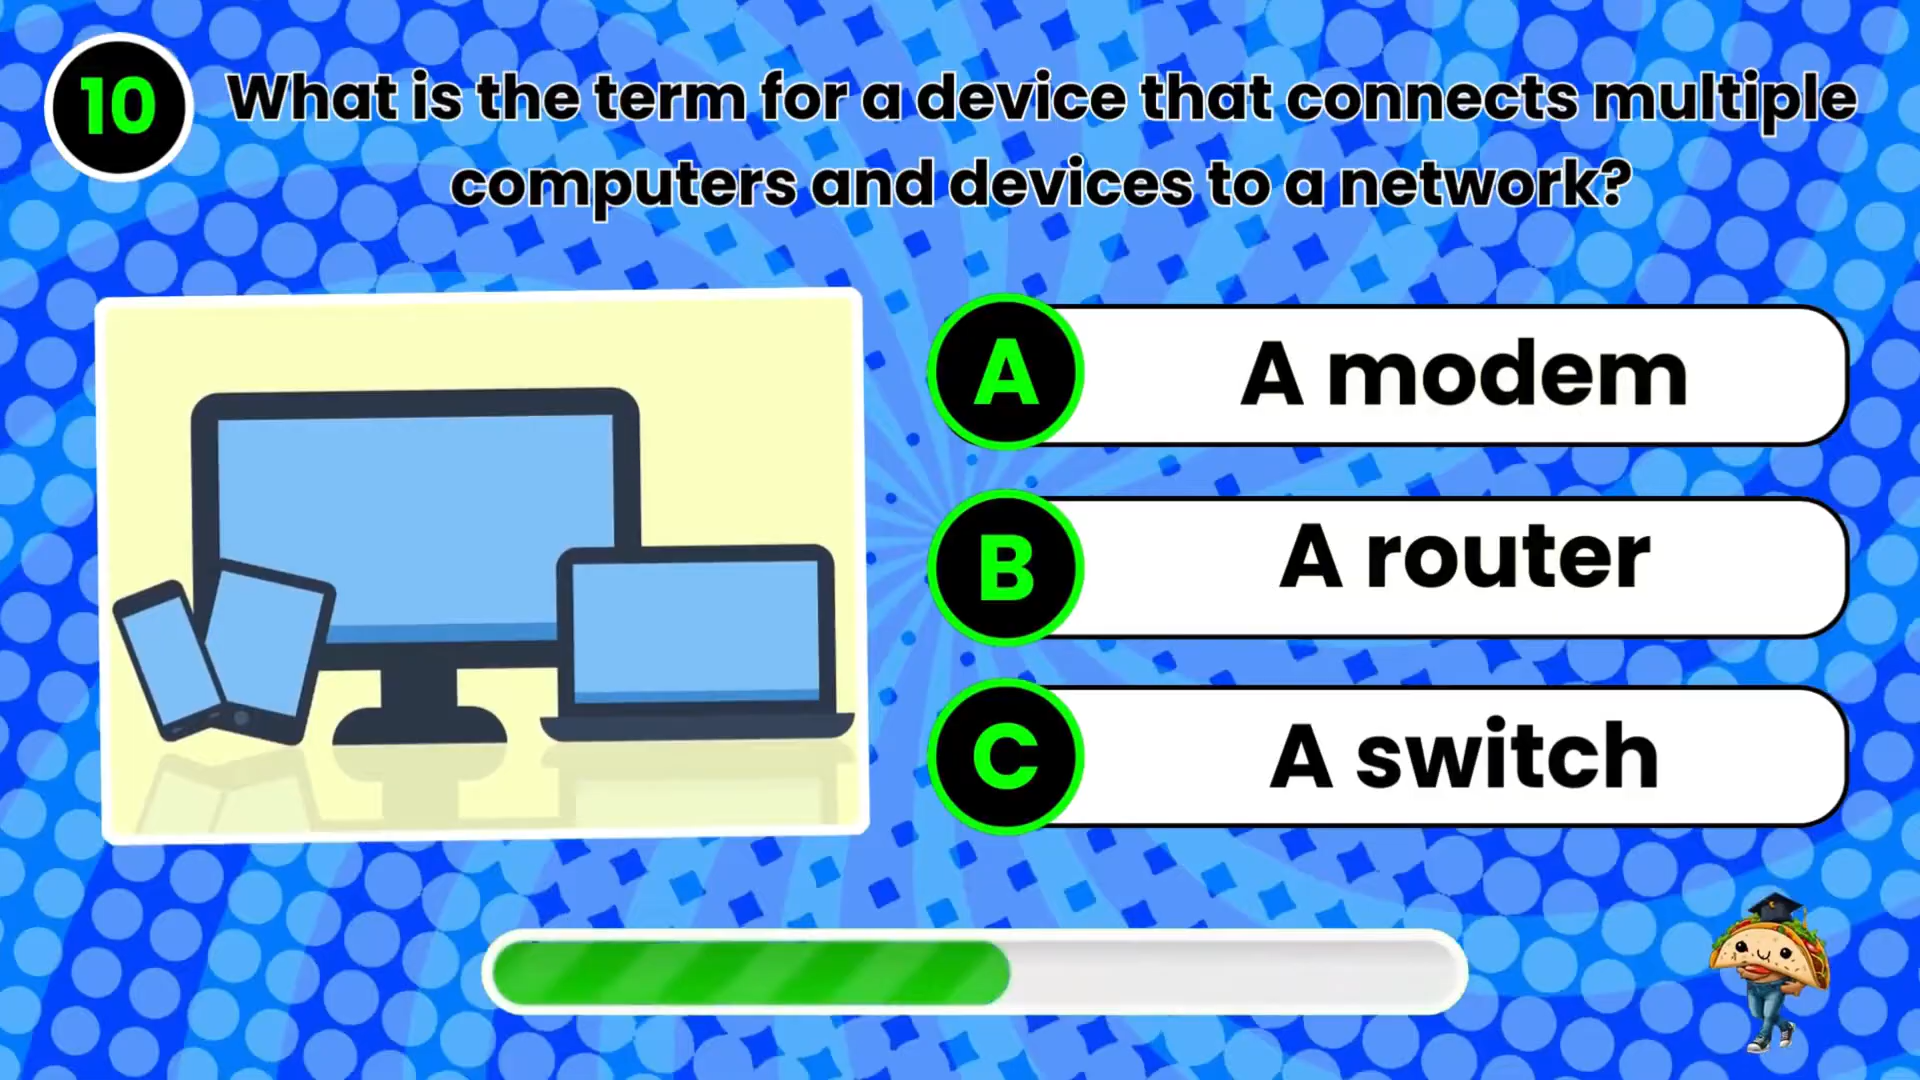 10
What is the term for a device that connects multiple
computers and devices to a network?
A
A modem
B
A router
C
A switch